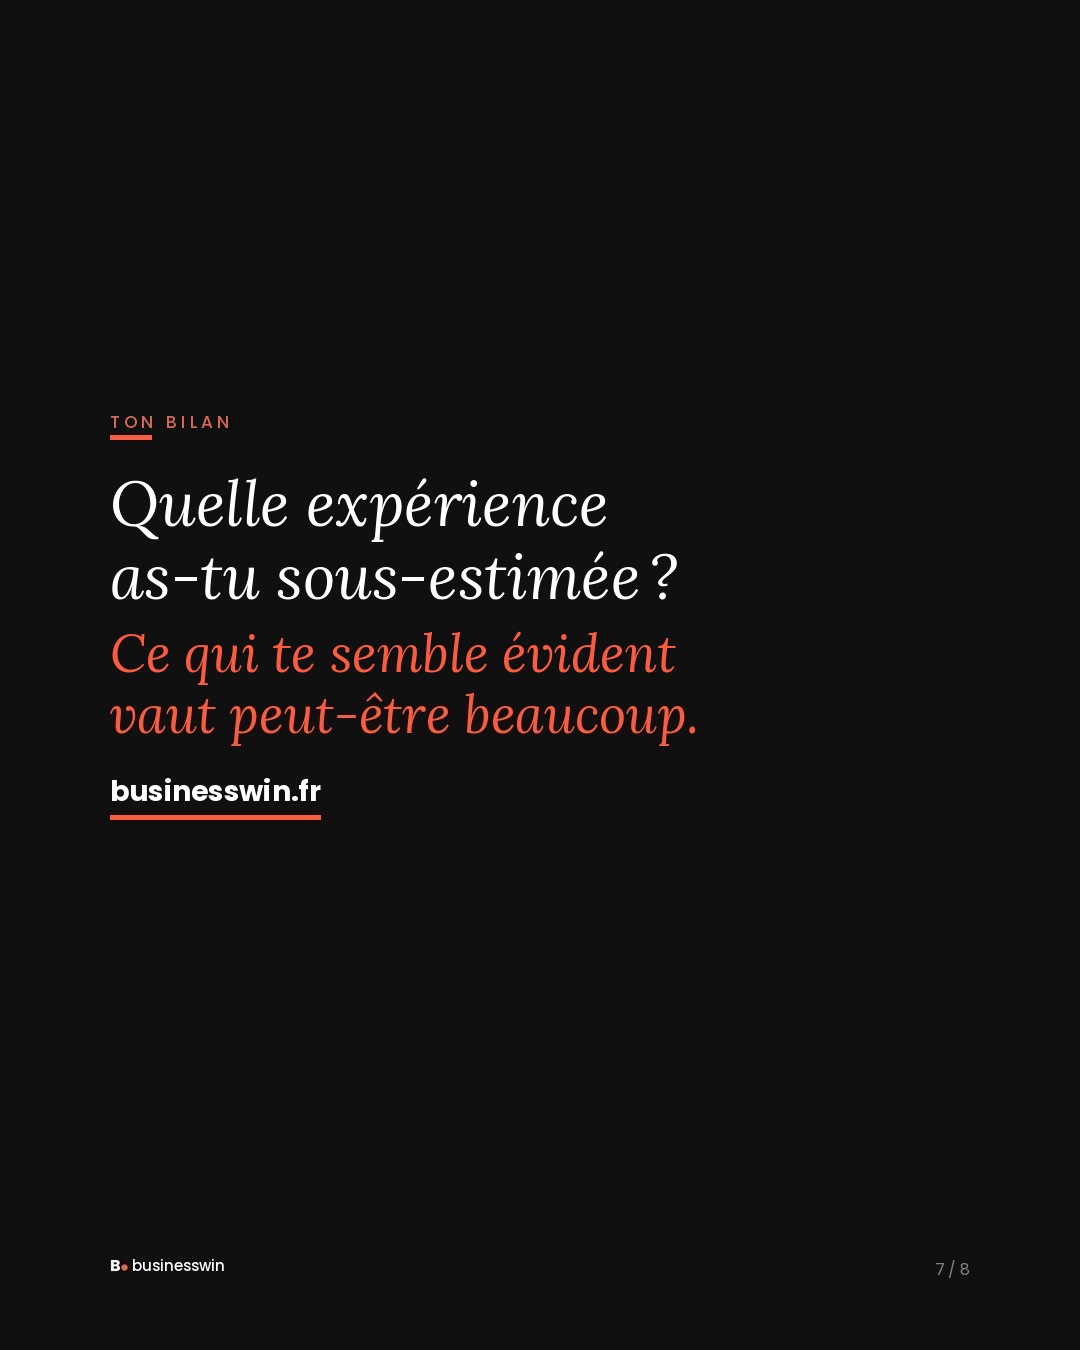 TON BILAN
Quelle expérience
as-tu sous-estimée ?
Ce qui te semble évident
vaut peut-être beaucoup.
businesswin.fr
B• businesswin
7 / 8